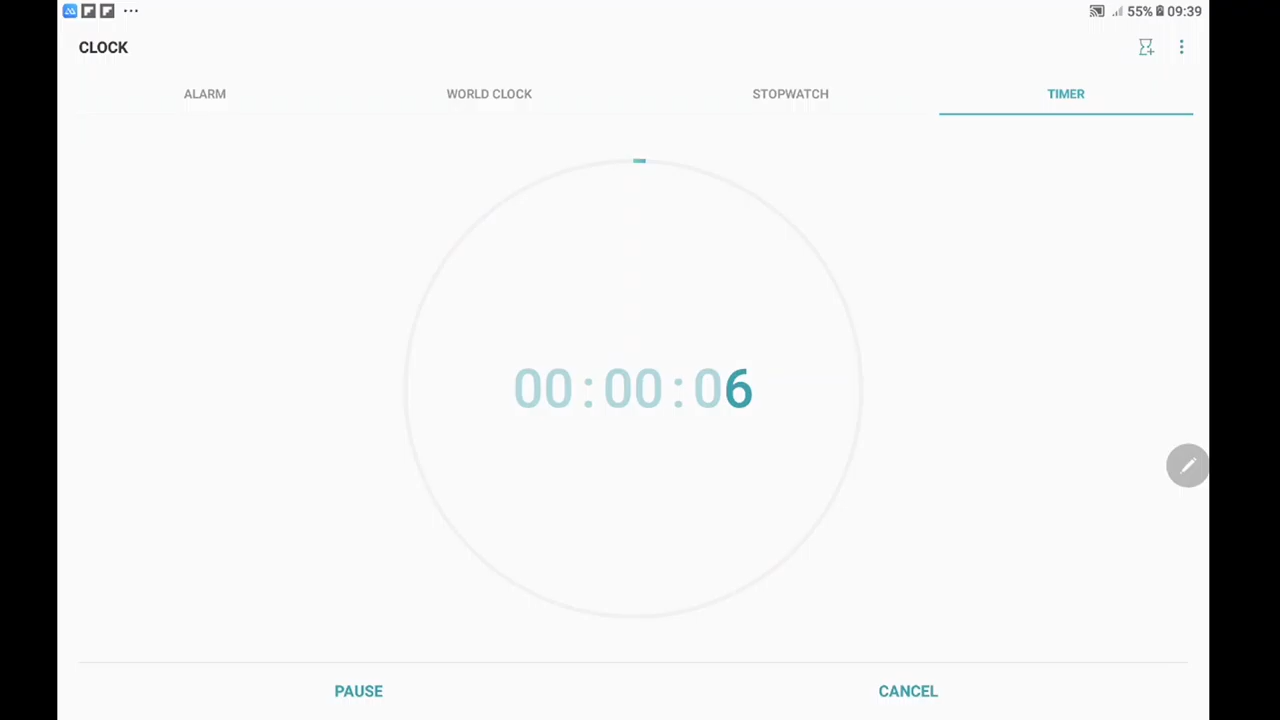 55% 09:39
CLOCK
ALARM WORLD CLOCK STOPWATCH TIMER
00:00:06
PAUSE CANCEL